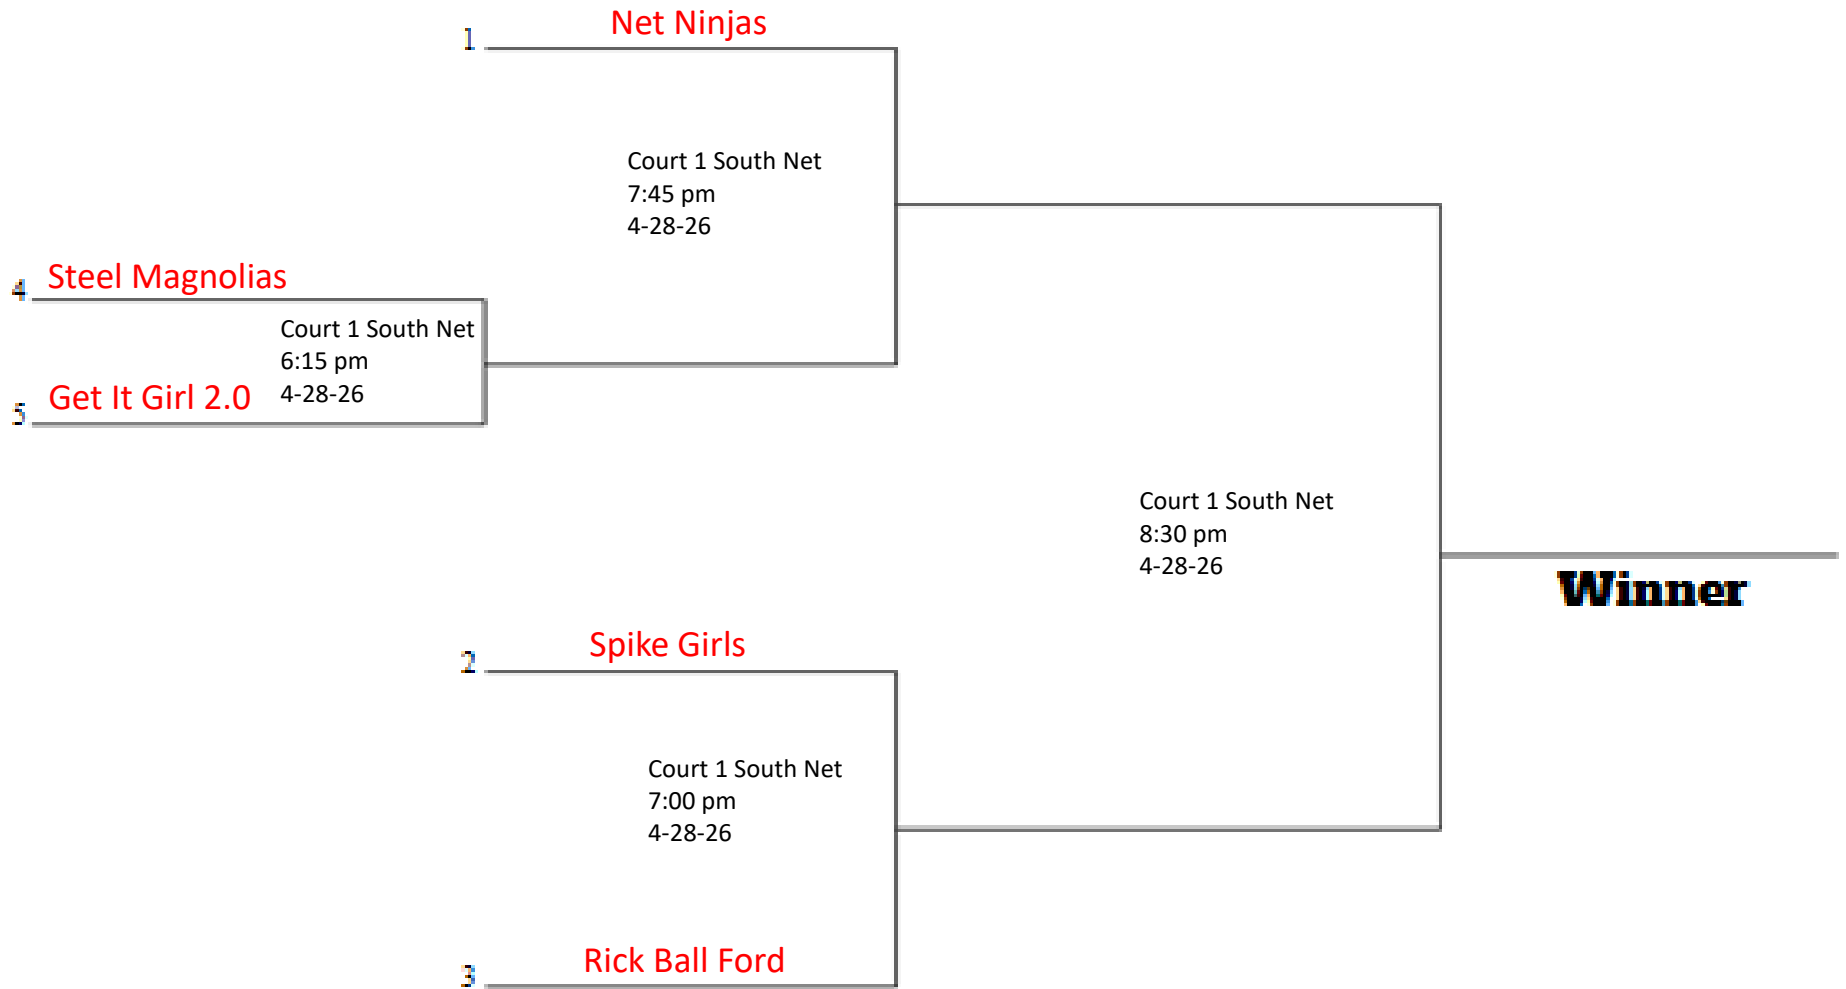 1 Net Ninjas
Court 1 South Net
7:45 pm
4-28-26
4 Steel Magnolias
Court 1 South Net
6:15 pm
4-28-26
5 Get It Girl 2.0
Court 1 South Net
8:30 pm
4-28-26
Winner
2 Spike Girls
Court 1 South Net
7:00 pm
4-28-26
3 Rick Ball Ford